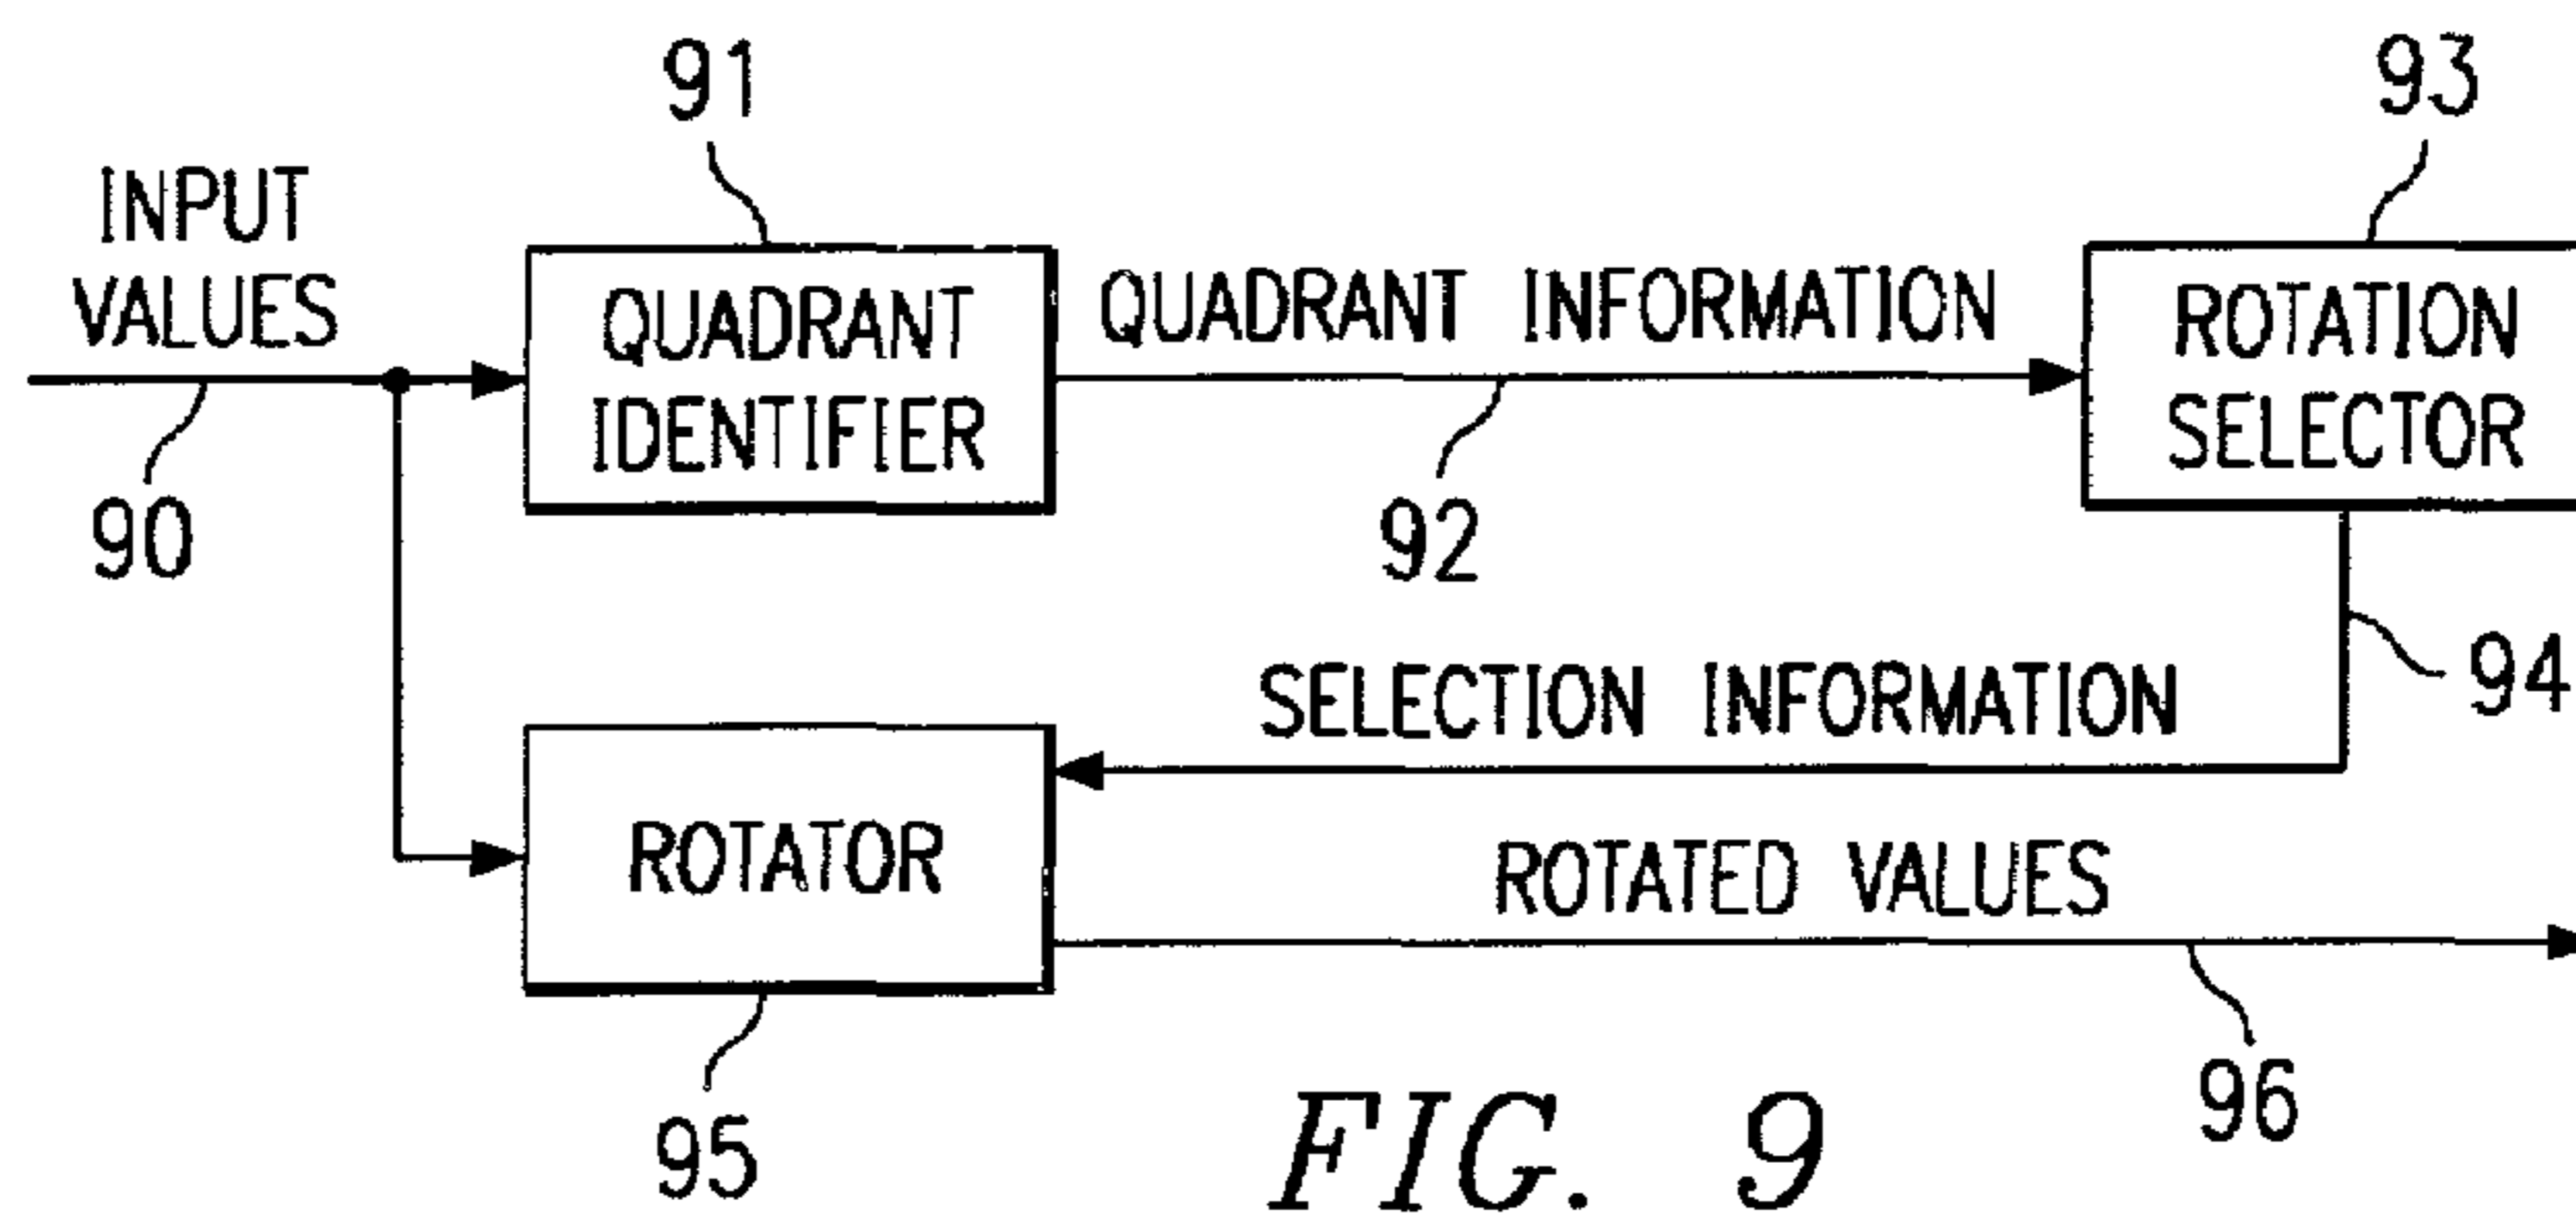 91
93
INPUT
VALUES
QUADRANT
IDENTIFIER
QUADRANT INFORMATION
ROTATION
SELECTOR
90
92
94
SELECTION INFORMATION
ROTATOR
ROTATED VALUES
95
96
FIG. 9